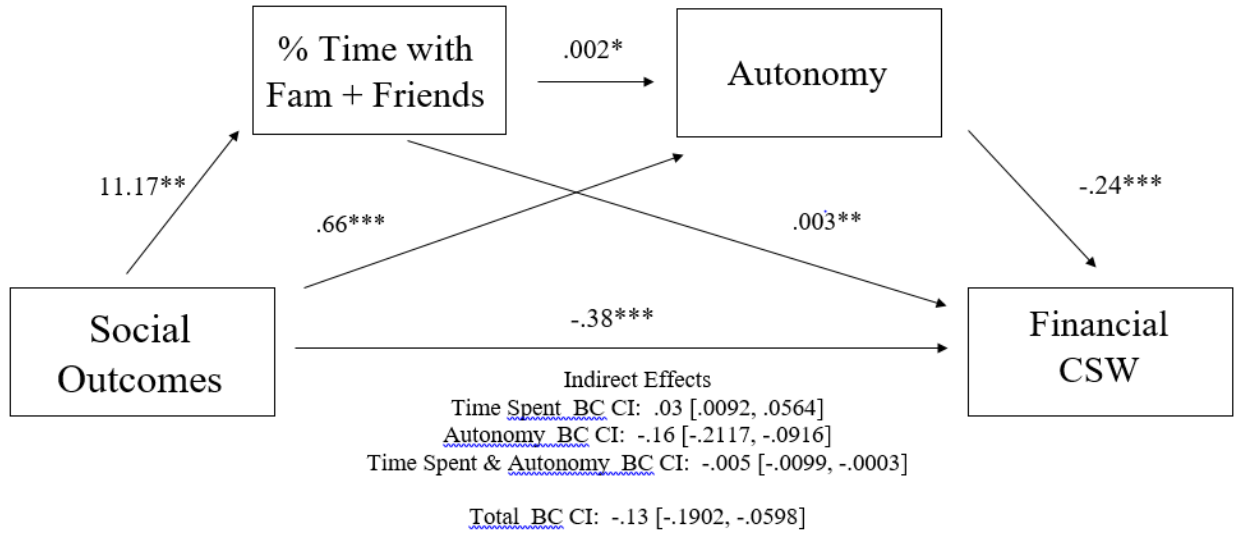 % Time with
Fam + Friends
.002*
Autonomy
11.17**
.66***
.003**
-.24***
Social
Outcomes
-.38***
Financial
CSW
Indirect Effects
Time Spent  BC CI:  .03 [.0092, .0564]
Autonomy  BC CI:  -.16 [-.2117, -.0916]
Time Spent & Autonomy  BC CI:  -.005 [-.0099, -.0003]
Total  BC CI:  -.13 [-.1902, -.0598]